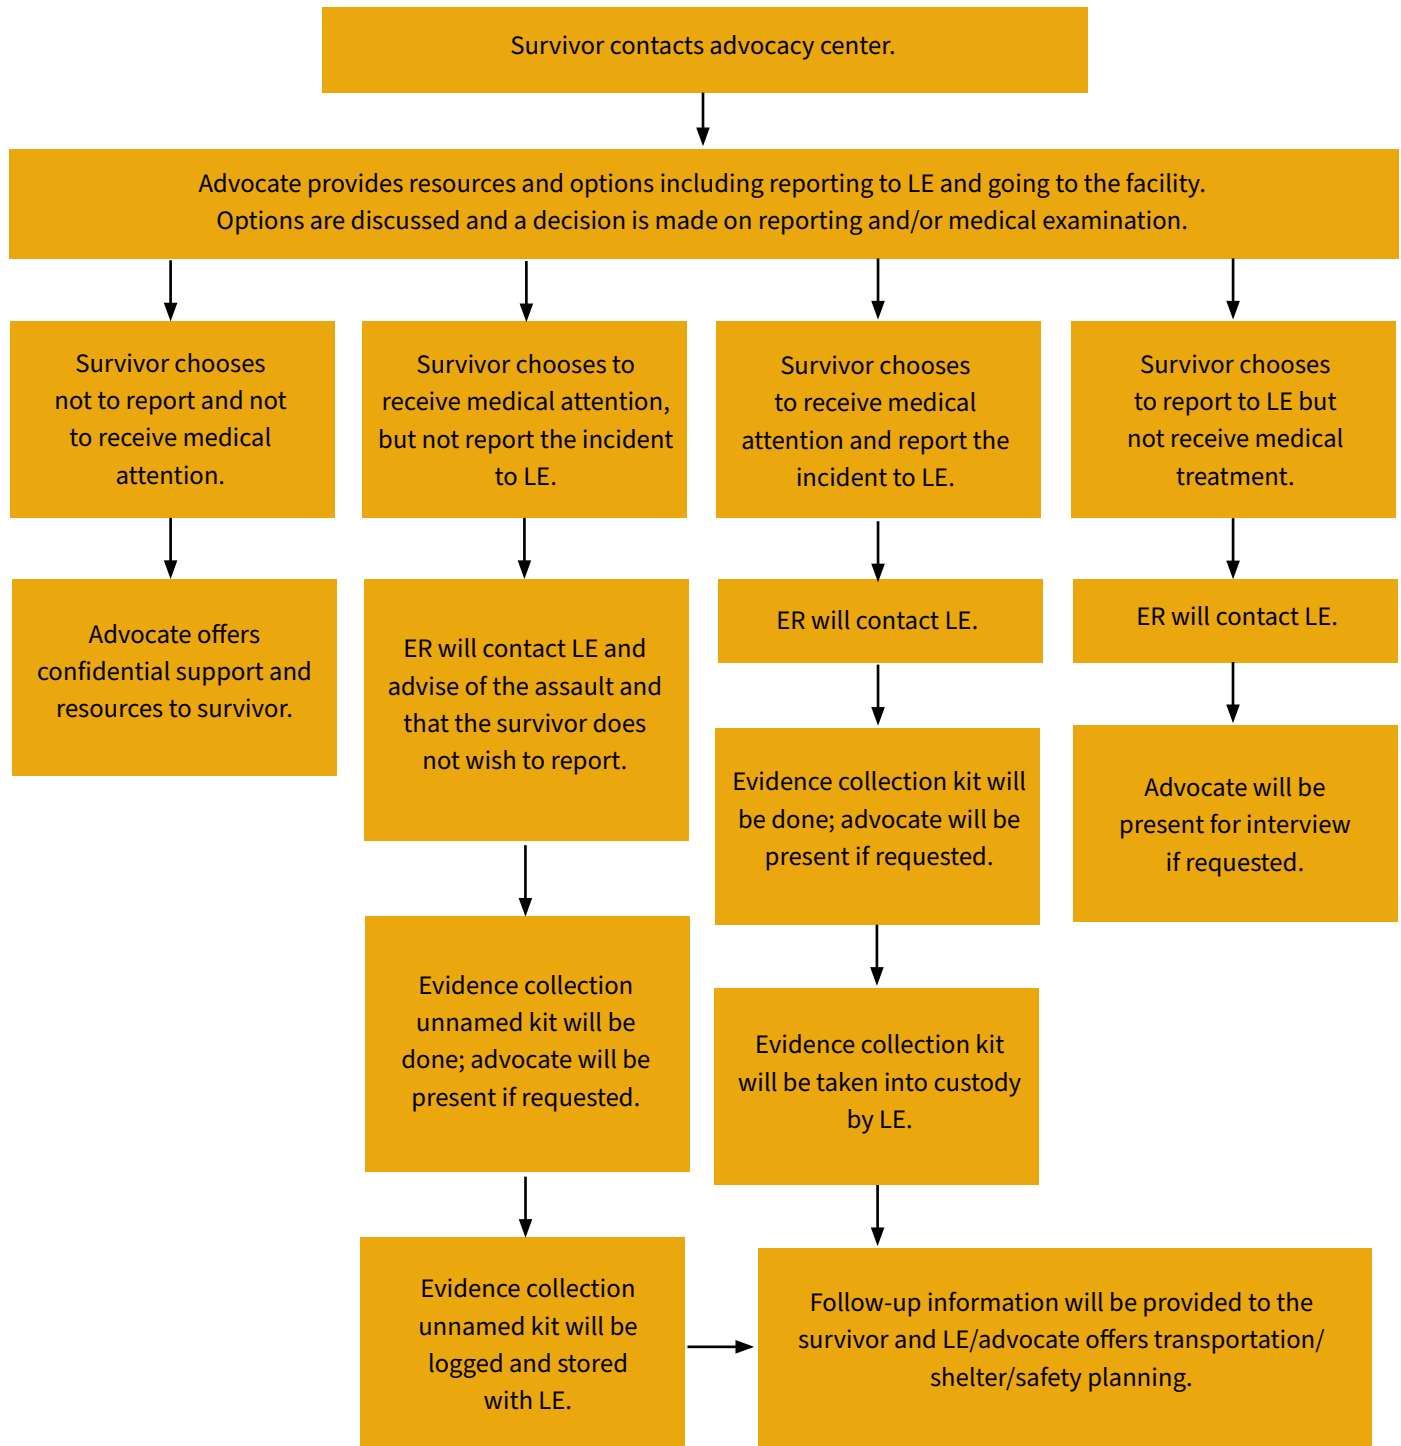 Survivor contacts advocacy center.
Advocate provides resources and options including reporting to LE and going to the facility.
Options are discussed and a decision is made on reporting and/or medical examination.
Survivor chooses
not to report and not
to receive medical
attention.
Advocate offers
confidential support and
resources to survivor.
Survivor chooses to
receive medical attention,
but not report the incident
to LE.
ER will contact LE and
advise of the assault and
that the survivor does
not wish to report.
Evidence collection
unnamed kit will be
done; advocate will be
present if requested.
Evidence collection
unnamed kit will be
logged and stored
with LE.
Survivor chooses
to receive medical
attention and report the
incident to LE.
ER will contact LE.
Evidence collection kit will
be done; advocate will be
present if requested.
Evidence collection kit
will be taken into custody
by LE.
Follow-up information will be provided to the
survivor and LE/advocate offers transportation/
shelter/safety planning.
Survivor chooses
to report to LE but
not receive medical
treatment.
ER will contact LE.
Advocate will be
present for interview
if requested.